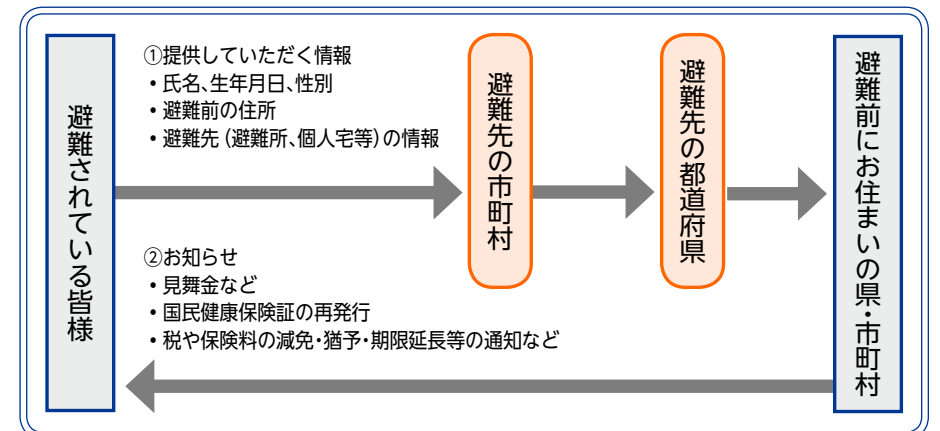 避難されている皆様
①提供していただく情報
・氏名、生年月日、性別
・避難前の住所
・避難先（避難所、個人宅等）の情報
②お知らせ
・見舞金など
・国民健康保険証の再発行
・税や保険料の減免・猶予・期限延長等の通知など
避難先の市町村
避難先の都道府県
避難前にお住まいの県・市町村